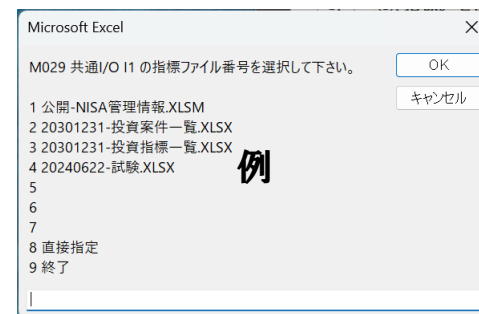 Microsoft Excel
M029 共通I/O I1 の指標ファイル番号を選択して下さい。
OK
キャンセル
1 公開-NISA管理情報.XLSM
2 20301231-投資案件一覧.XLSX
3 20301231-投資指標一覧.XLSX
4 20240622-試験.XLSX
例
5
6
7
8 直接指定
9 終了